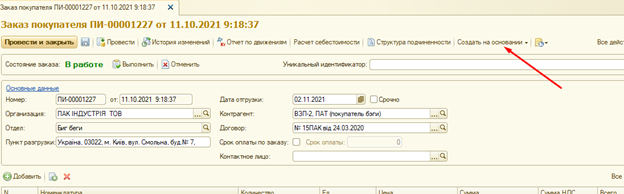 Заказ покупателя ПИ-00001227 от 11.10.2021 9:18:37
Заказ покупателя ПИ-00001227 от 11.10.2021 9:18:37
Провести и закрыть Провести История изменений Отчет по движениям Расчет себестоимости Структура подчиненности Создать на основании Все дейс
Состояние заказа: В работе Выполнить Отменить Уникальный идентификатор:
Основные данные
Номер: ПИ-00001227 от: 11.10.2021 9:18:37 Дата отгрузки: 02.11.2021 Срочно
Организация: ПАК ІНДУСТРІЯ ТОВ ... Контрагент: ВЗП-2, ПАТ (покупатель бэги) ...
Отдел: Биг беги Договор: № 15ПАК від 24.03.2020 ...
Пункт разгрузки: Україна, 03022, м. Київ, вул. Смольна, буд.№ 7, Срок оплаты по заказу: Срок оплаты: 0
Контактное лицо: ...
Добавить Все
N Номенклатура Количество Ед. Цена Сумма Сумма НДС Всего